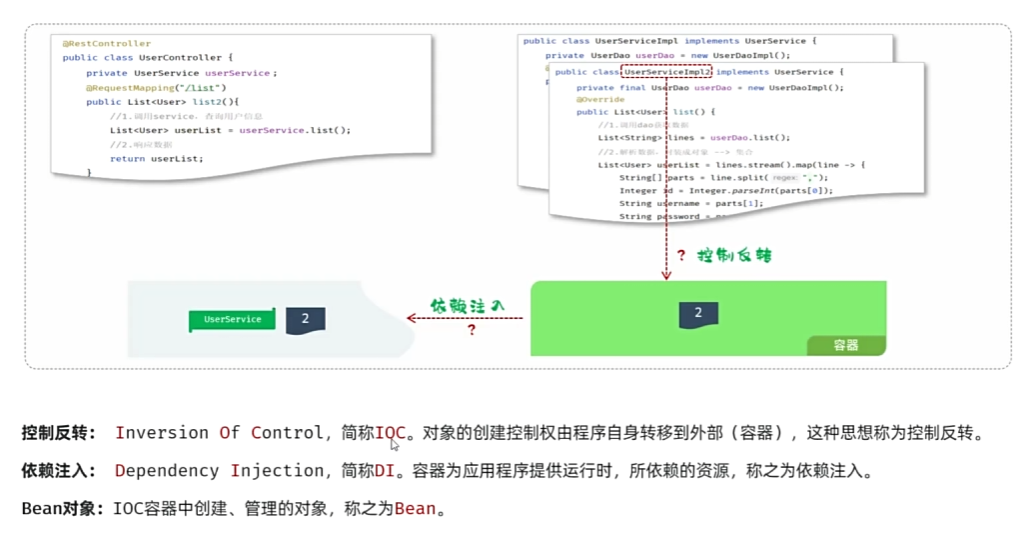 @RestController
public class UserController {
private UserService userService;
@RequestMapping("/list")
public List<User> list2(){
//1.调用service，查询用户信息
List<User> userList = userService.list();
//2.响应数据
return userList;
}
public class UserServiceImpl implements UserService {
private UserDao userDao = new UserDaoImpl();
public class UserServiceImpl2 implements UserService {
private final UserDao userDao = new UserDaoImpl();
@Override
public List<User> list() {
//1.调用dao获取数据
List<String> lines = userDao.list();
//2.解析数据，封装成对象 --> 集合
List<User> userList = lines.stream().map(line -> {
String[] parts = line.split( regex: ",");
Integer id = Integer.parseInt(parts[0]);
String username = parts[1];
String password =
? 控制反转
依赖注入
?
UserService
2
2
容器
控制反转： Inversion Of Control，简称IOC。对象的创建控制权由程序自身转移到外部（容器），这种思想称为控制反转。
依赖注入： Dependency Injection，简称DI。容器为应用程序提供运行时，所依赖的资源，称之为依赖注入。
Bean对象：IOC容器中创建、管理的对象，称之为Bean。